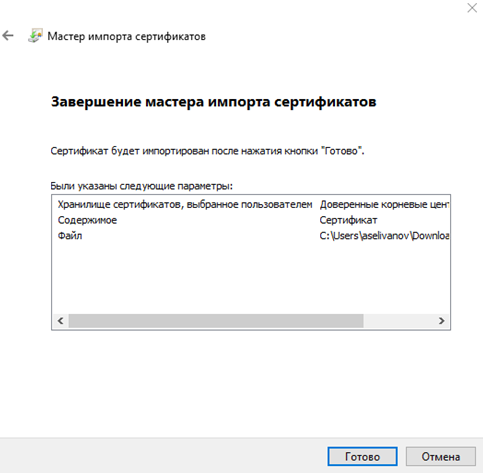 Мастер импорта сертификатов
Завершение мастера импорта сертификатов
Сертификат будет импортирован после нажатия кнопки "Готово".
Были указаны следующие параметры:
Хранилище сертификатов, выбранное пользователем Доверенные корневые цент
Содержимое Сертификат
Файл C:\Users\aselivanov\Downloa
Готово Отмена